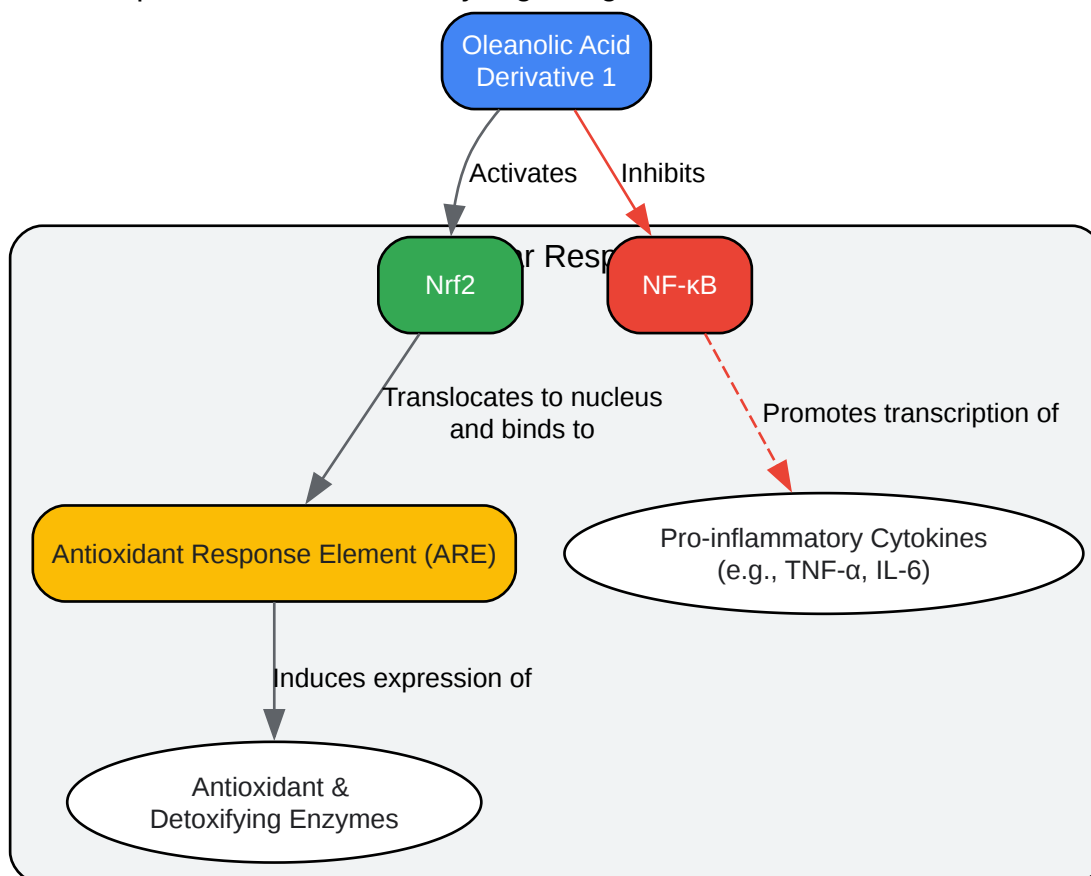 Oleanolic Acid
Derivative 1
Activates
Inhibits
Nrf2
NF-κB
Translocates to nucleus
and binds to
Promotes transcription of
Antioxidant Response Element (ARE)
Pro-inflammatory Cytokines
(e.g., TNF-α, IL-6)
Induces expression of
Antioxidant &
Detoxifying Enzymes